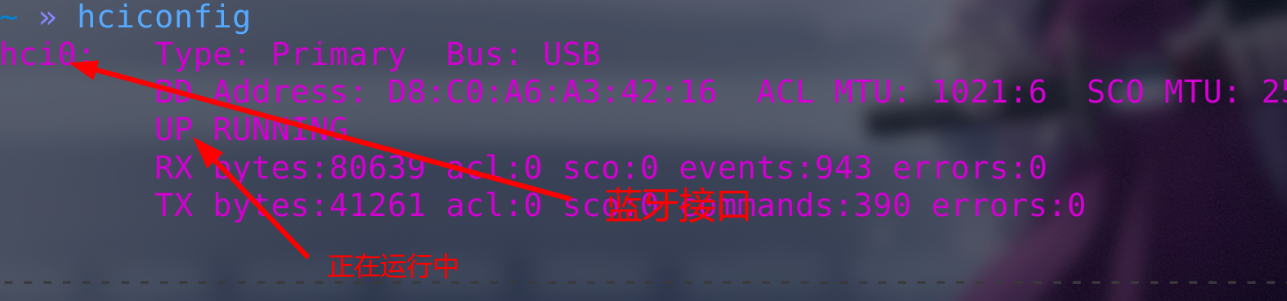 ~ » hciconfig
hci0: Type: Primary Bus: USB
BD Address: D8:C0:A6:A3:42:16 ACL MTU: 1021:6 SCO MTU: 25
UP RUNNING
RX bytes:80639 acl:0 sco:0 events:943 errors:0
TX bytes:41261 acl:0 sco:0 commands:390 errors:0
蓝牙接口
正在运行中